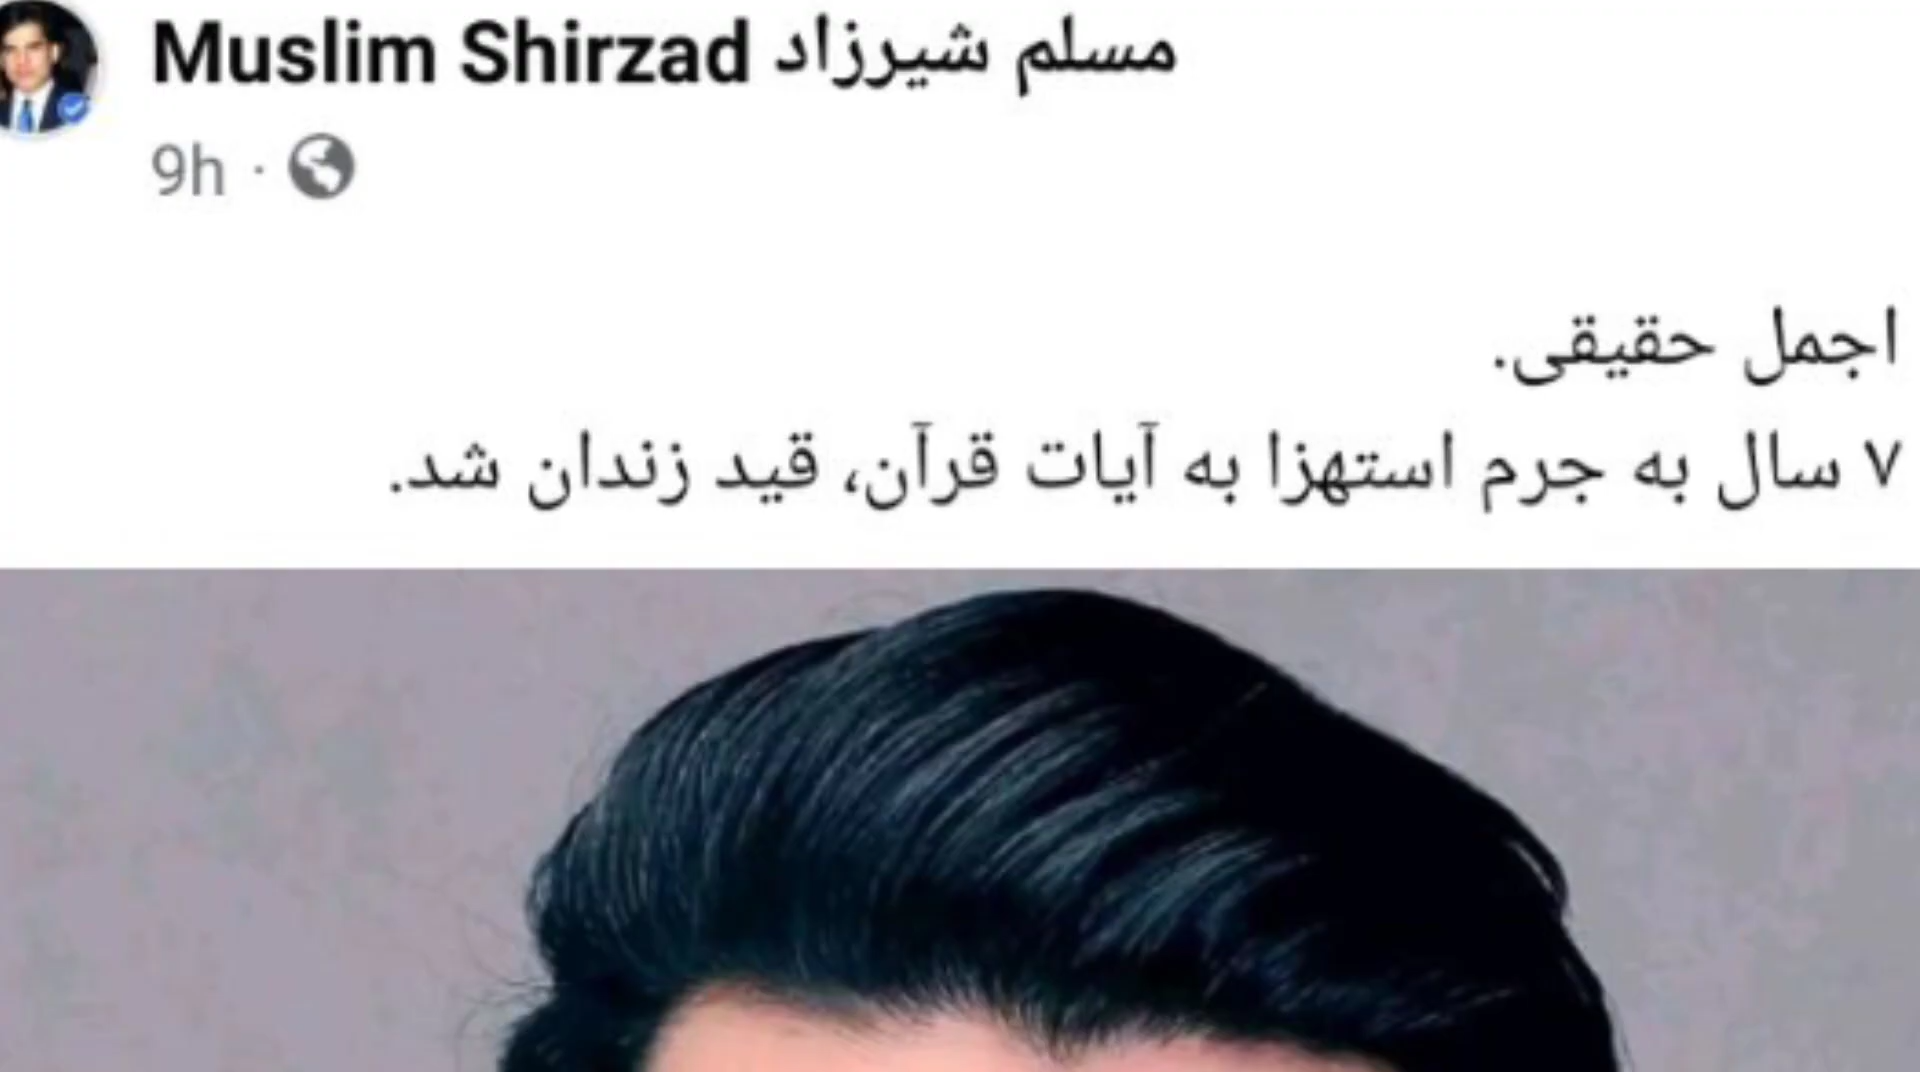 Muslim Shirzad مسلم شیرزاد
9h ·
اجمل حقیقی.
۷ سال به جرم استهزا به آیات قرآن، قید زندان شد.